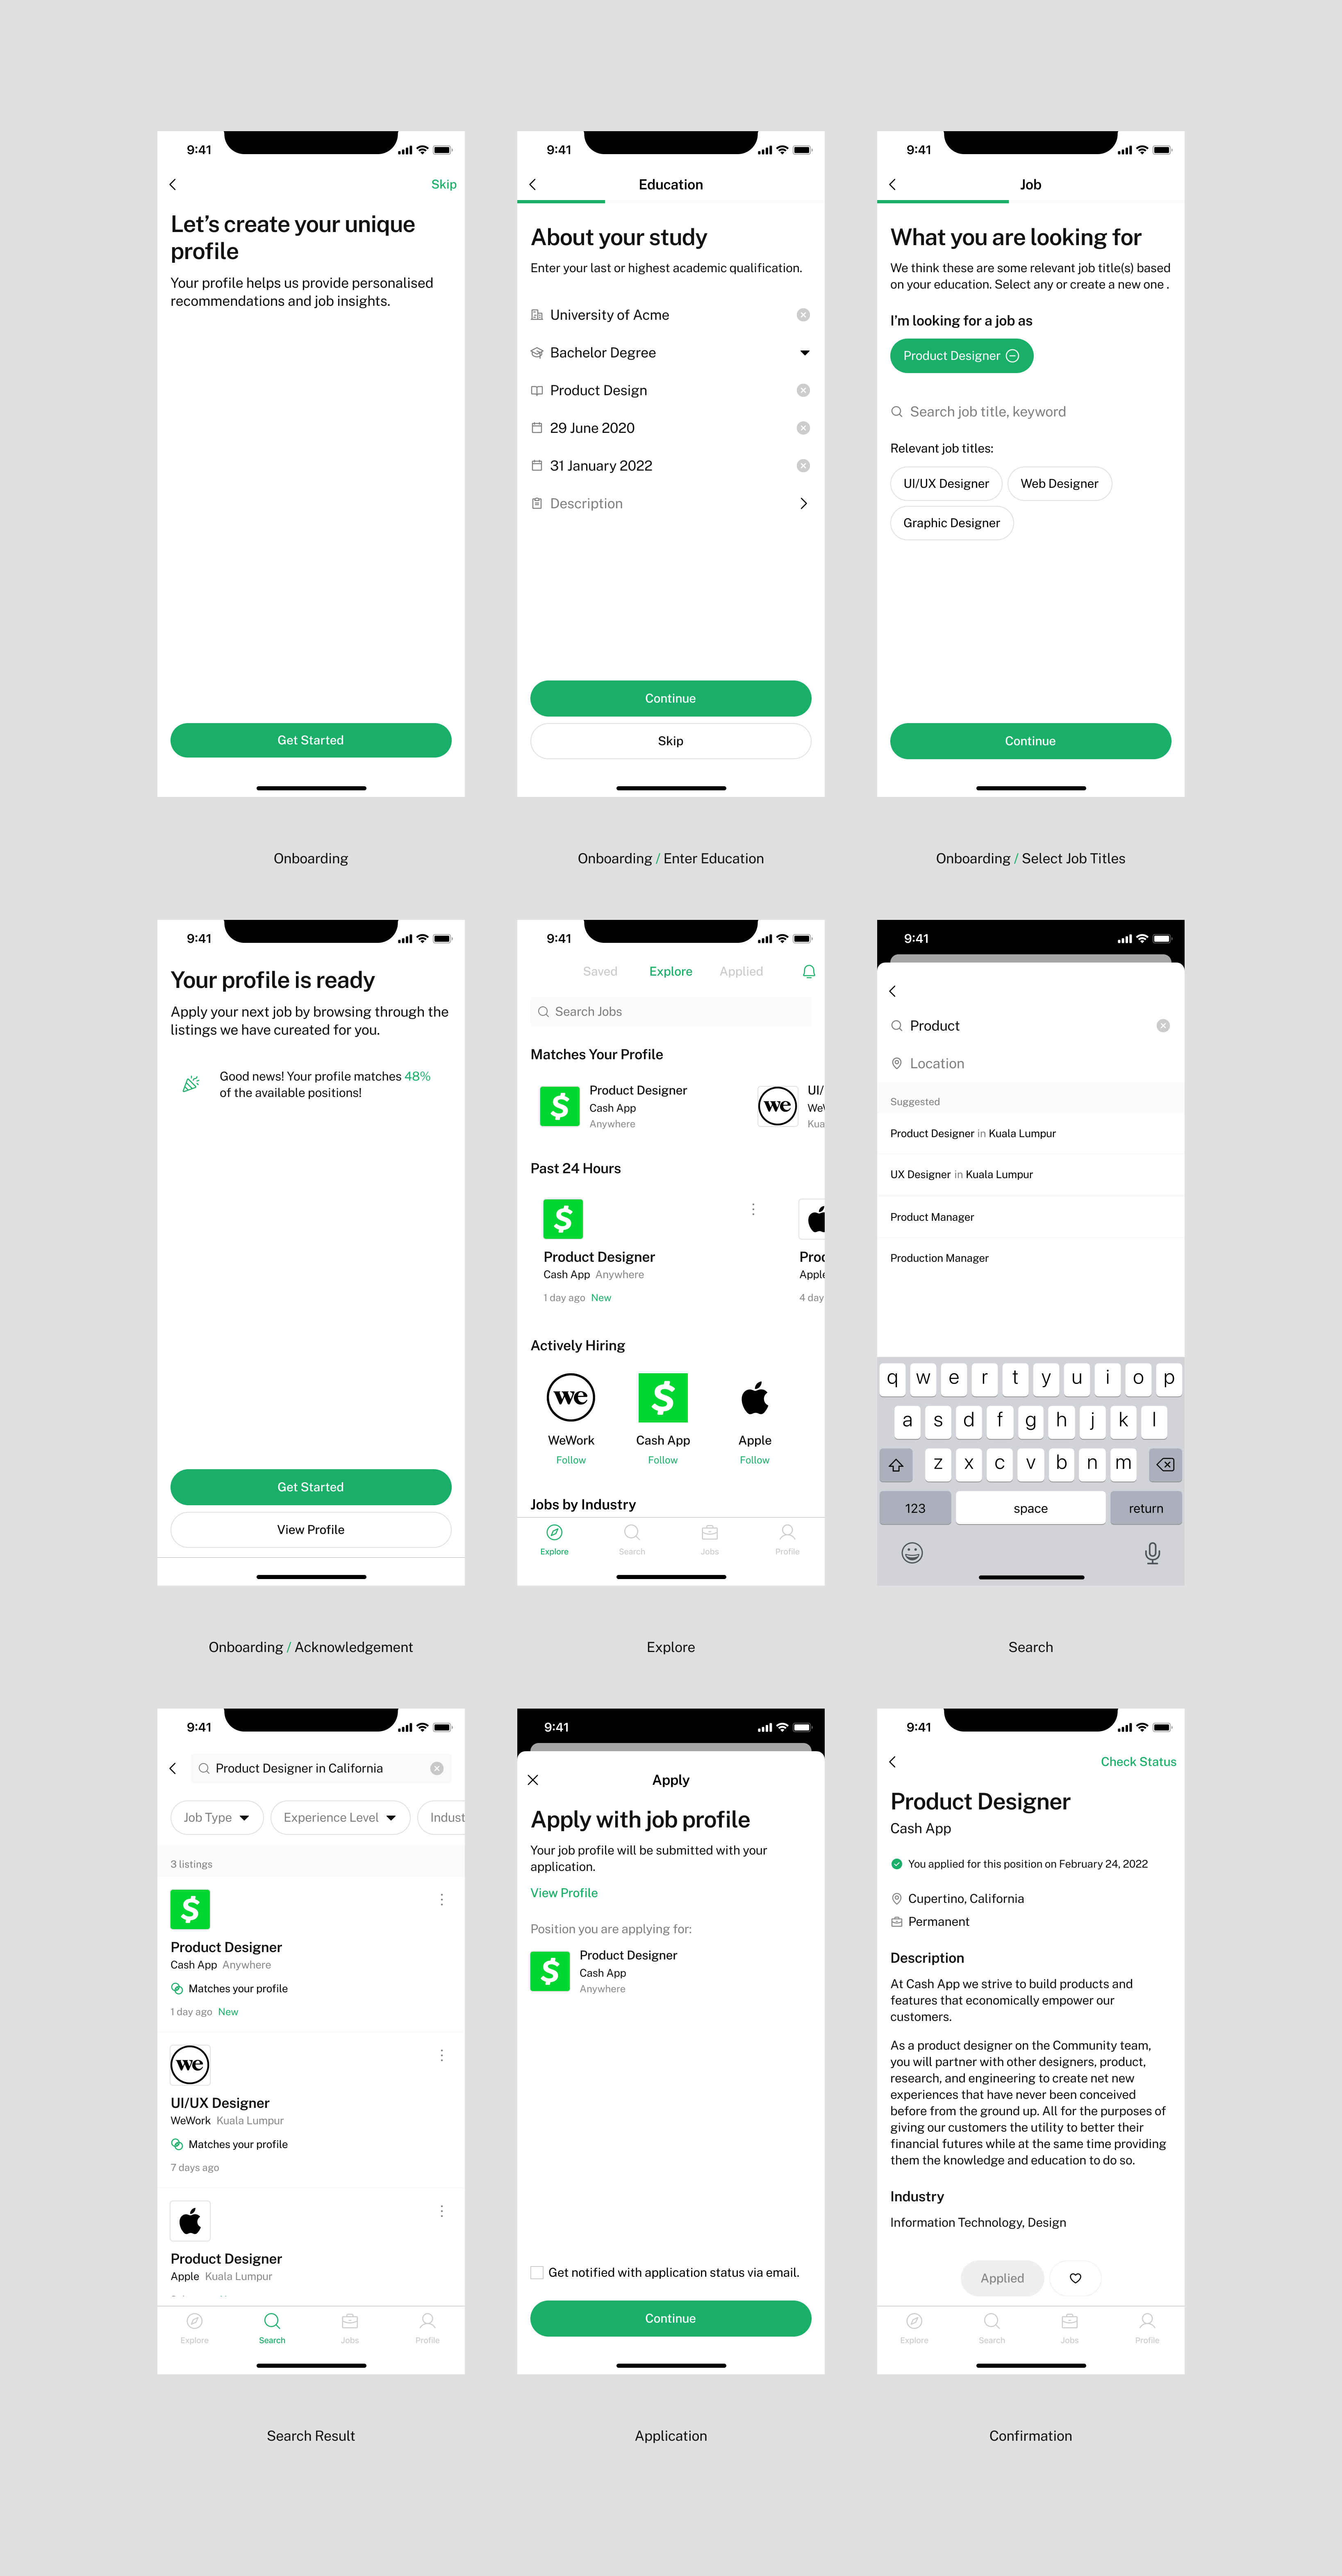 9:41
Skip
Let’s create your unique
profile
Your profile helps us provide personalised
recommendations and job insights.
Get Started
Onboarding
9:41
Education
About your study
Enter your last or highest academic qualification.
University of Acme
Bachelor Degree
Product Design
29 June 2020
31 January 2022
Description
Continue
Skip
Onboarding / Enter Education
9:41
Job
What you are looking for
We think these are some relevant job title(s) based
on your education. Select any or create a new one .
I’m looking for a job as
Product Designer
Search job title, keyword
Relevant job titles:
UI/UX Designer
Web Designer
Graphic Designer
Continue
Onboarding / Select Job Titles
9:41
Your profile is ready
Apply your next job by browsing through the
listings we have cureated for you.
Good news! Your profile matches 48%
of the available positions!
Get Started
View Profile
Onboarding / Acknowledgement
9:41
Saved Explore Applied
Search Jobs
Matches Your Profile
Product Designer
Cash App
Anywhere
we
UI/
We
Kua
Past 24 Hours
Product Designer
Cash App Anywhere
1 day ago New
Proc
Apple
4 day
Actively Hiring
we
WeWork
Follow
Cash App
Follow
Apple
Follow
Jobs by Industry
Explore Search Jobs Profile
Explore
9:41
Product
Location
Suggested
Product Designer in Kuala Lumpur
UX Designer in Kuala Lumpur
Product Manager
Production Manager
q w e r t y u i o p
a s d f g h j k l
z x c v b n m
123 space return
Search
9:41
Product Designer in California
Job Type
Experience Level
Indust
3 listings
Product Designer
Cash App Anywhere
Matches your profile
1 day ago New
we
UI/UX Designer
WeWork Kuala Lumpur
Matches your profile
7 days ago
Product Designer
Apple Kuala Lumpur
Explore Search Jobs Profile
Search Result
9:41
Apply
Apply with job profile
Your job profile will be submitted with your
application.
View Profile
Position you are applying for:
Product Designer
Cash App
Anywhere
Get notified with application status via email.
Continue
Application
9:41
Check Status
Product Designer
Cash App
You applied for this position on February 24, 2022
Cupertino, California
Permanent
Description
At Cash App we strive to build products and
features that economically empower our
customers.
As a product designer on the Community team,
you will partner with other designers, product,
research, and engineering to create net new
experiences that have never been conceived
before from the ground up. All for the purposes of
giving our customers the utility to better their
financial futures while at the same time providing
them the knowledge and education to do so.
Industry
Information Technology, Design
Applied
Explore Search Jobs Profile
Confirmation